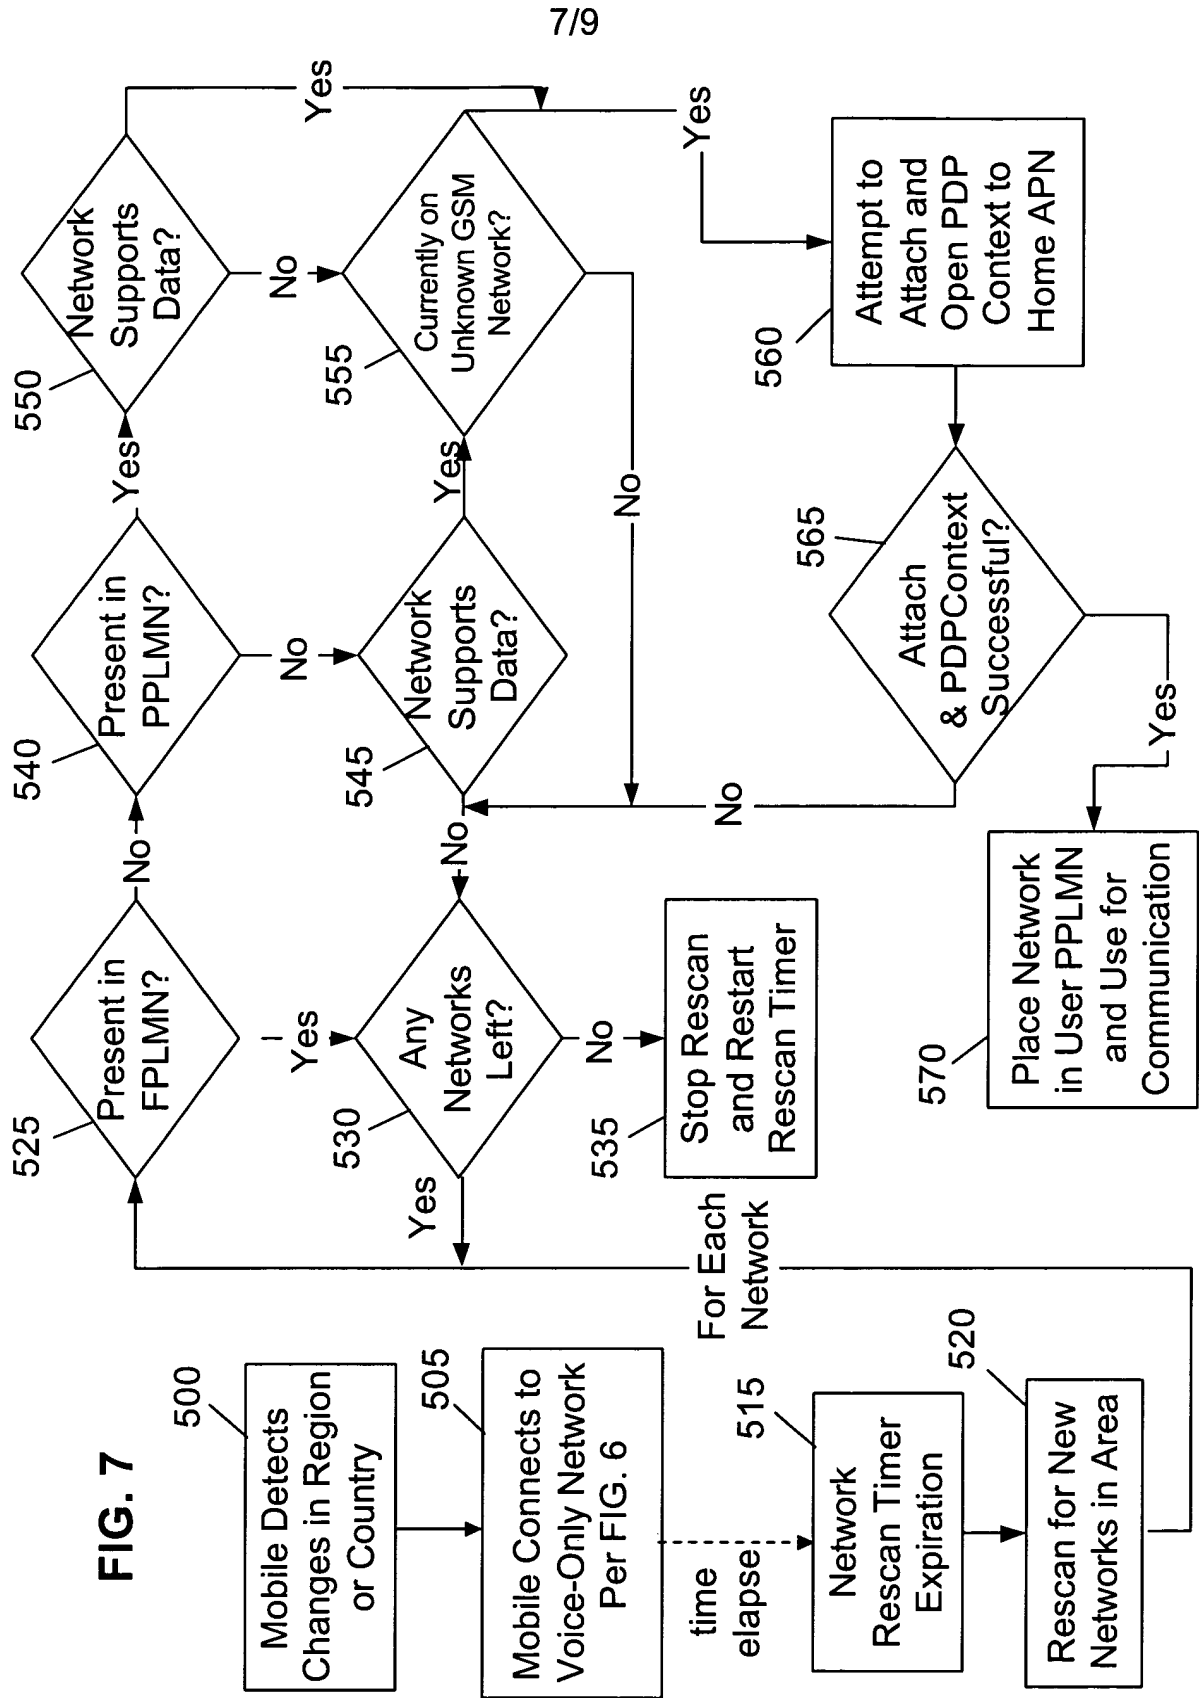 7/9
FIG. 7
500
Mobile Detects
Changes in Region
or Country
505
Mobile Connects to
Voice-Only Network
Per FIG. 6
time
elapse
515
Network
Rescan Timer
Expiration
520
Rescan for New
Networks in Area
For Each
Network
525
Present in
FPLMN?
Yes
No
530
Any
Networks
Left?
Yes
No
535
Stop Rescan
and Restart
Rescan Timer
540
Present in
PPLMN?
Yes
No
545
Network
Supports
Data?
Yes
No
550
Network
Supports
Data?
Yes
No
555
Currently on
Unknown GSM
Network?
Yes
No
560
Attempt to
Attach and
Open PDP
Context to
Home APN
565
Attach
& PDPContext
Successful?
No
Yes
570
Place Network
in User PPLMN
and Use for
Communication